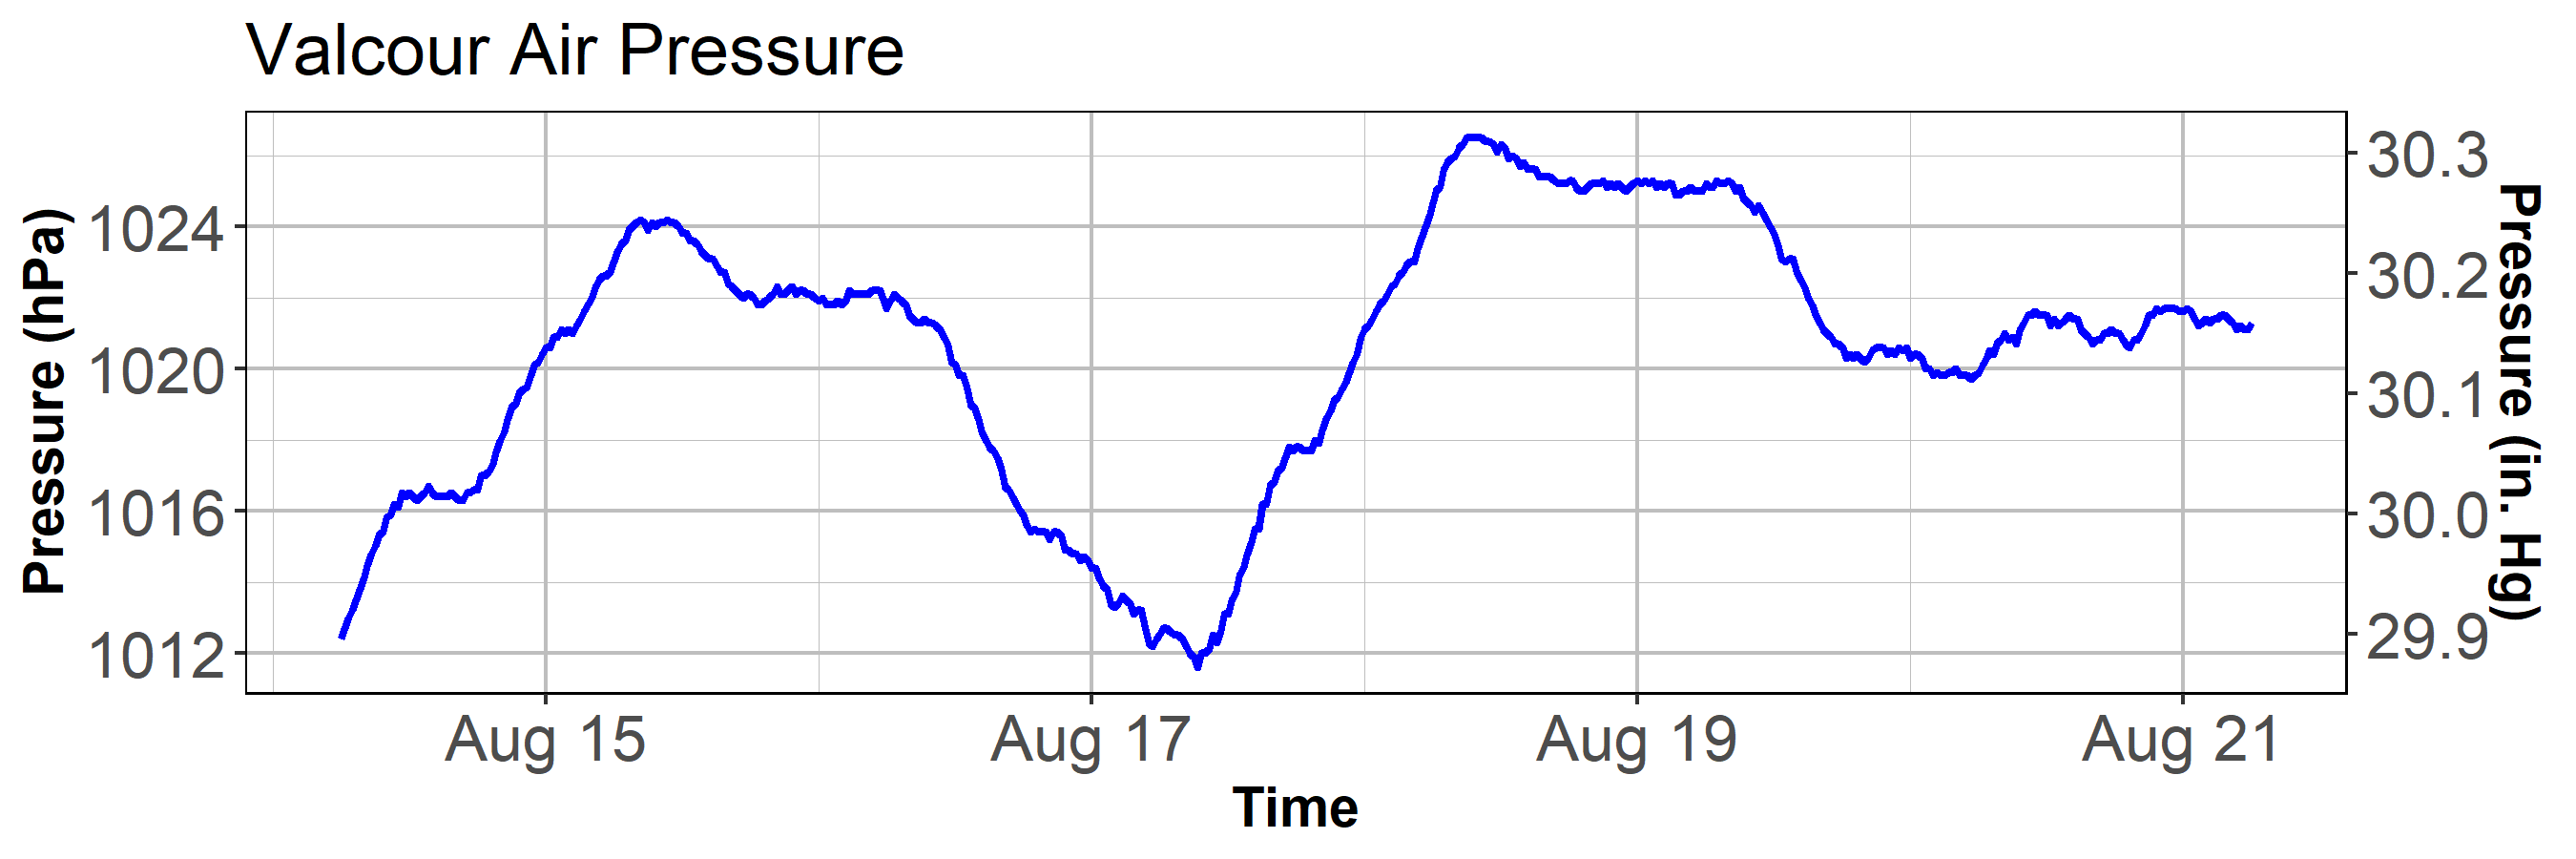 Valcour Air Pressure
Pressure (hPa)
1024
1020
1016
1012
30.3
30.2
30.1
30.0
29.9
Pressure (in. Hg)
Aug 15
Aug 17
Aug 19
Aug 21
Time